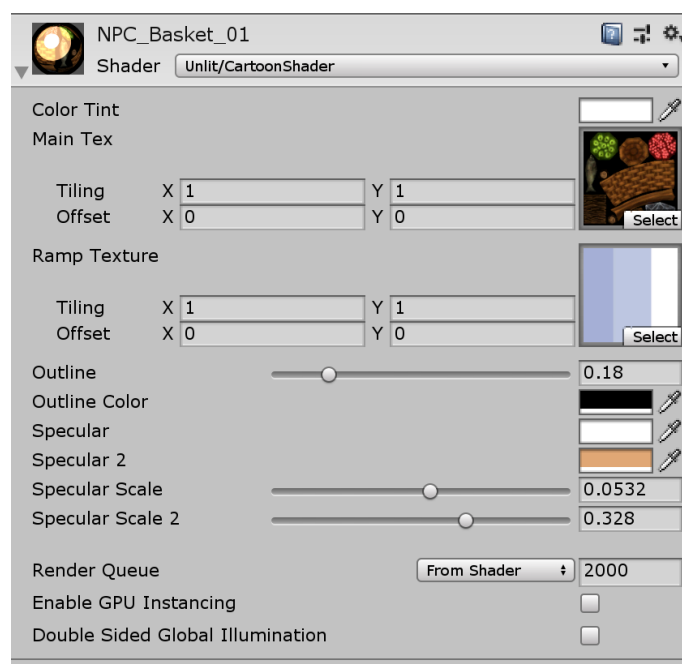 NPC_Basket_01
Shader Unlit/CartoonShader
Color Tint
Main Tex
Tiling X 1 Y 1
Offset X 0 Y 0
Select
Ramp Texture
Tiling X 1 Y 1
Offset X 0 Y 0
Select
Outline 0.18
Outline Color
Specular
Specular 2
Specular Scale 0.0532
Specular Scale 2 0.328
Render Queue From Shader 2000
Enable GPU Instancing
Double Sided Global Illumination